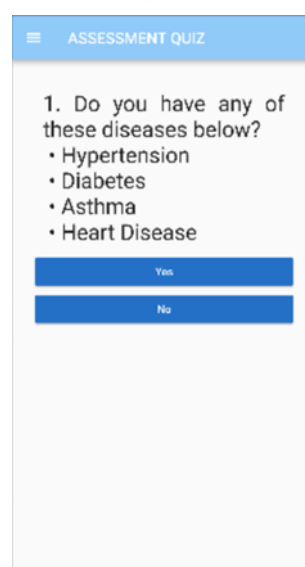 ASSESSMENT QUIZ
1. Do you have any of
these diseases below?
• Hypertension
• Diabetes
• Asthma
• Heart Disease
Yes
No